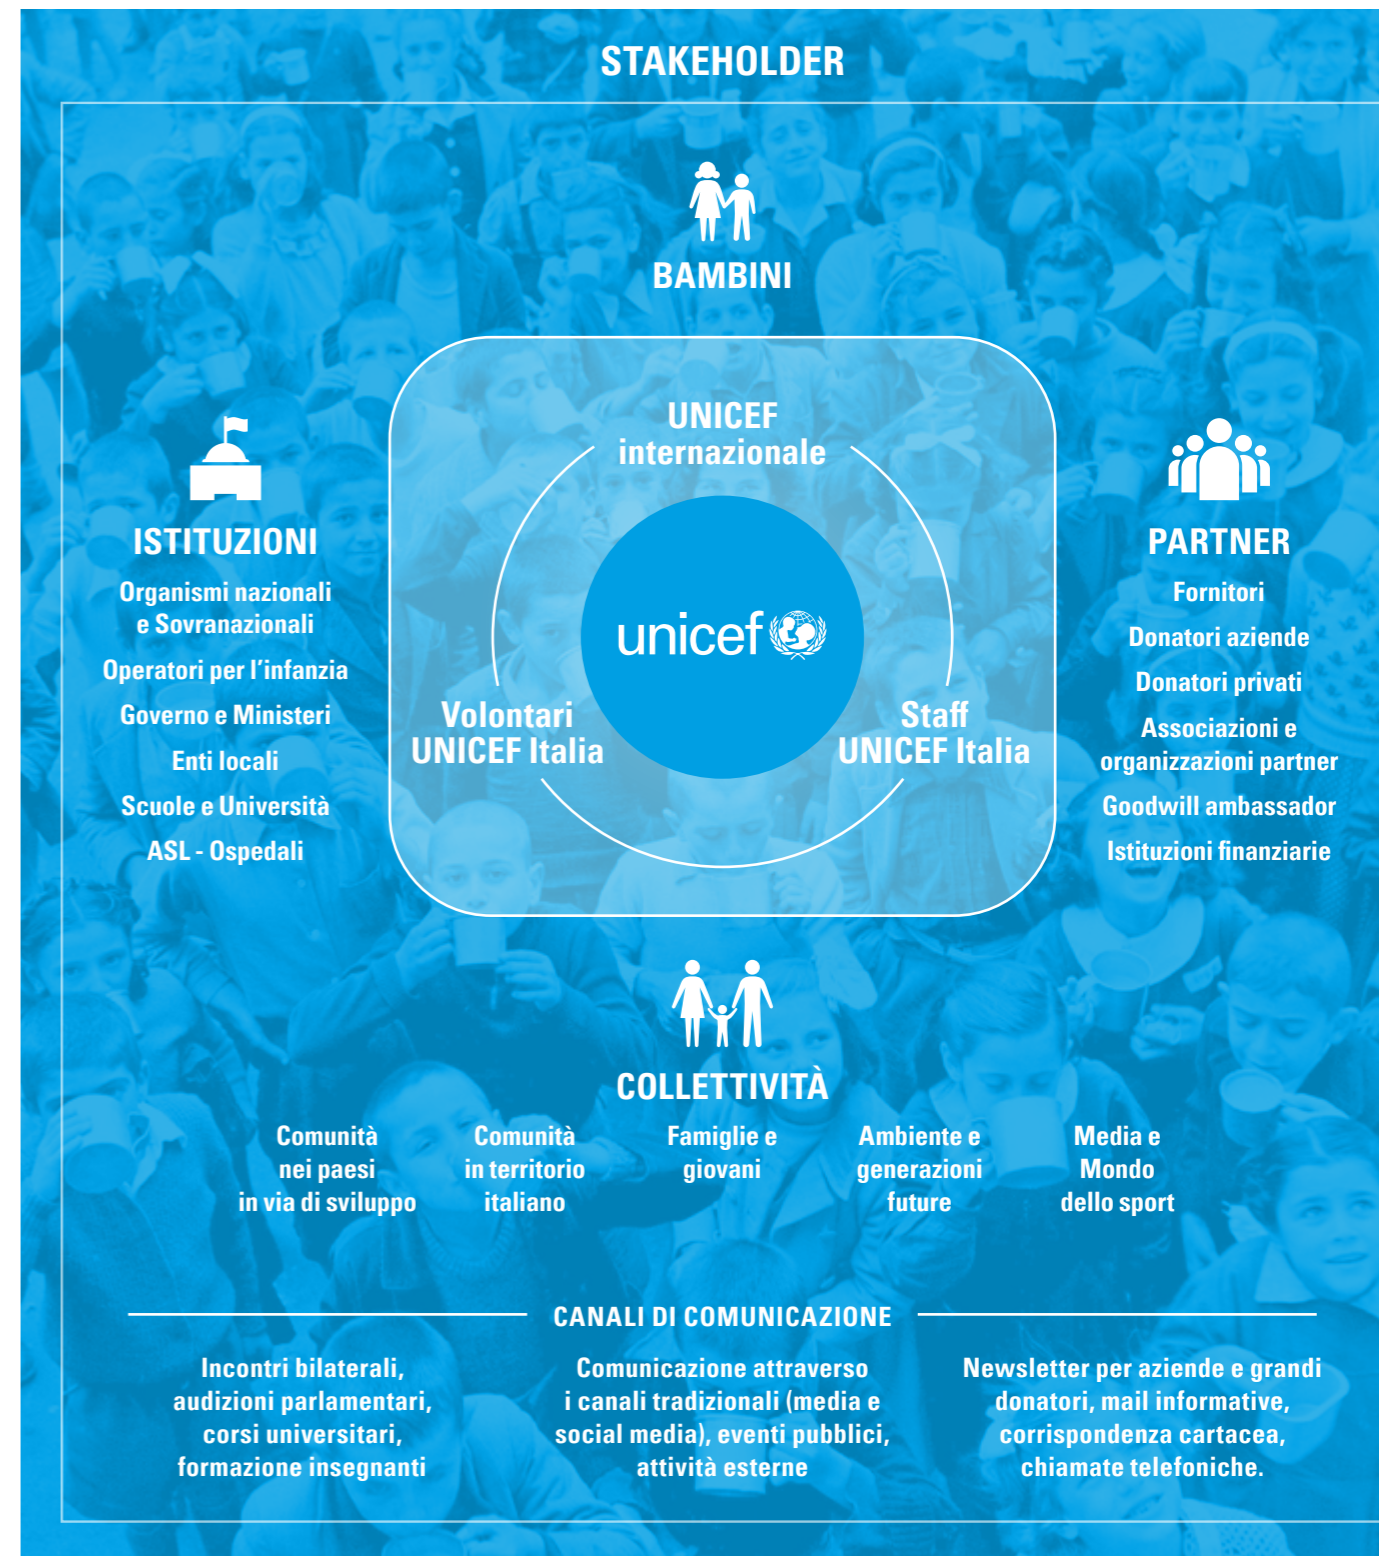 STAKEHOLDER
BAMBINI
UNICEF
internazionale
unicef
Volontari
UNICEF Italia
Staff
UNICEF Italia
ISTITUZIONI
Organismi nazionali
e Sovranazionali
Operatori per l'infanzia
Governo e Ministeri
Enti locali
Scuole e Università
ASL - Ospedali
PARTNER
Fornitori
Donatori aziende
Donatori privati
Associazioni e
organizzazioni partner
Goodwill ambassador
Istituzioni finanziarie
COLLETTIVITÀ
Comunità
nei paesi
in via di sviluppo
Comunità
in territorio
italiano
Famiglie e
giovani
Ambiente e
generazioni
future
Media e
Mondo
dello sport
CANALI DI COMUNICAZIONE
Incontri bilaterali,
audizioni parlamentari,
corsi universitari,
formazione insegnanti
Comunicazione attraverso
i canali tradizionali (media e
social media), eventi pubblici,
attività esterne
Newsletter per aziende e grandi
donatori, mail informative,
corrispondenza cartacea,
chiamate telefoniche.